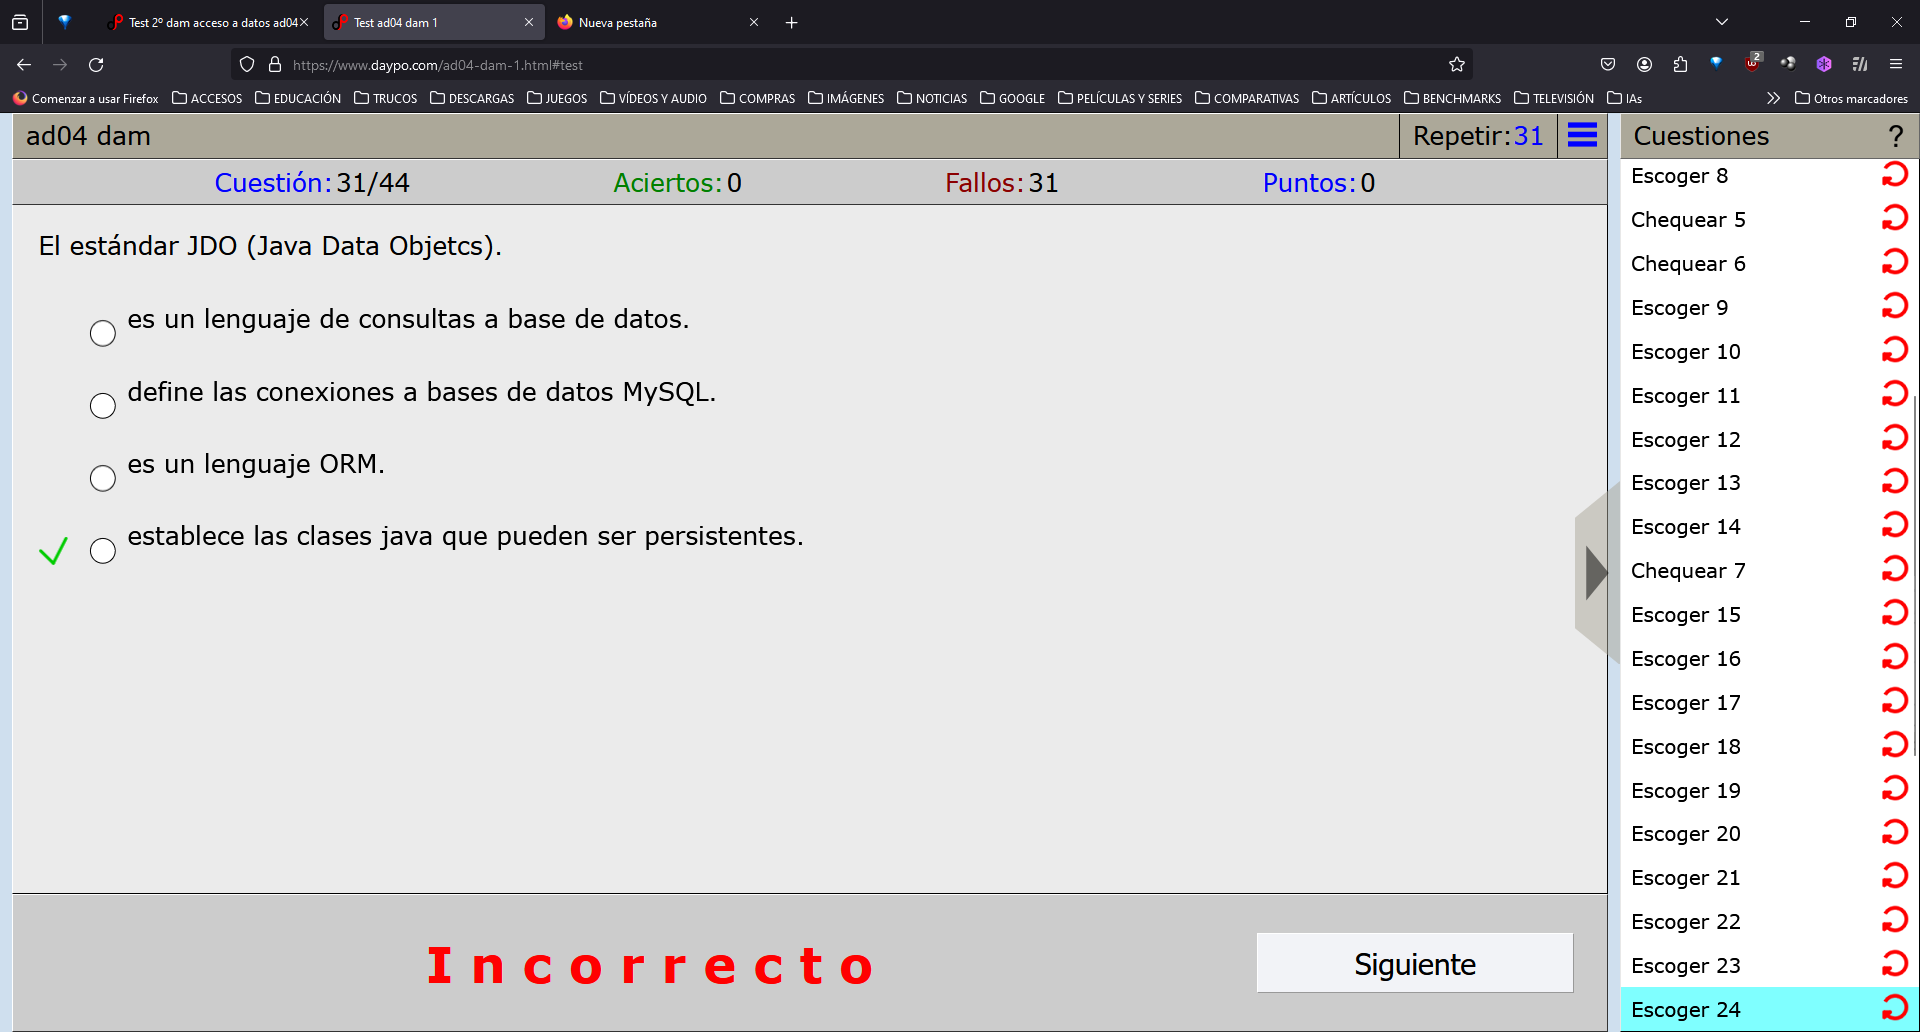 Test 2º dam acceso a datos ad04
Test ad04 dam 1
Nueva pestaña
https://www.daypo.com/ad04-dam-1.html#test
2
Comenzar a usar Firefox
ACCESOS
EDUCACIÓN
TRUCOS
DESCARGAS
JUEGOS
VÍDEOS Y AUDIO
COMPRAS
IMÁGENES
NOTICIAS
GOOGLE
PELÍCULAS Y SERIES
COMPARATIVAS
ARTÍCULOS
BENCHMARKS
TELEVISIÓN
IAs
Otros marcadores
ad04 dam
Repetir:31
Cuestión:31/44
Aciertos:0
Fallos:31
Puntos:0
El estándar JDO (Java Data Objetcs).
es un lenguaje de consultas a base de datos.
define las conexiones a bases de datos MySQL.
es un lenguaje ORM.
establece las clases java que pueden ser persistentes.
Incorrecto
Siguiente
Cuestiones
?
Escoger 8
Chequear 5
Chequear 6
Escoger 9
Escoger 10
Escoger 11
Escoger 12
Escoger 13
Escoger 14
Chequear 7
Escoger 15
Escoger 16
Escoger 17
Escoger 18
Escoger 19
Escoger 20
Escoger 21
Escoger 22
Escoger 23
Escoger 24